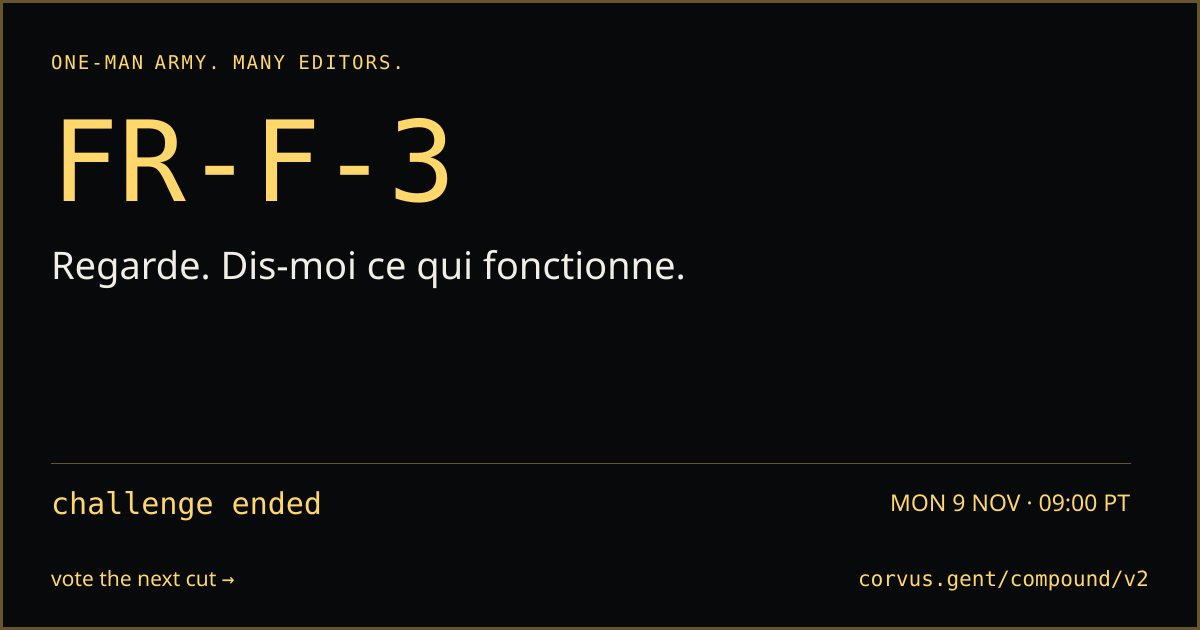 ONE-MAN ARMY. MANY EDITORS.
FR-F-3
Regarde. Dis-moi ce qui fonctionne.
challenge ended
MON 9 NOV · 09:00 PT
vote the next cut →
corvus.gent/compound/v2